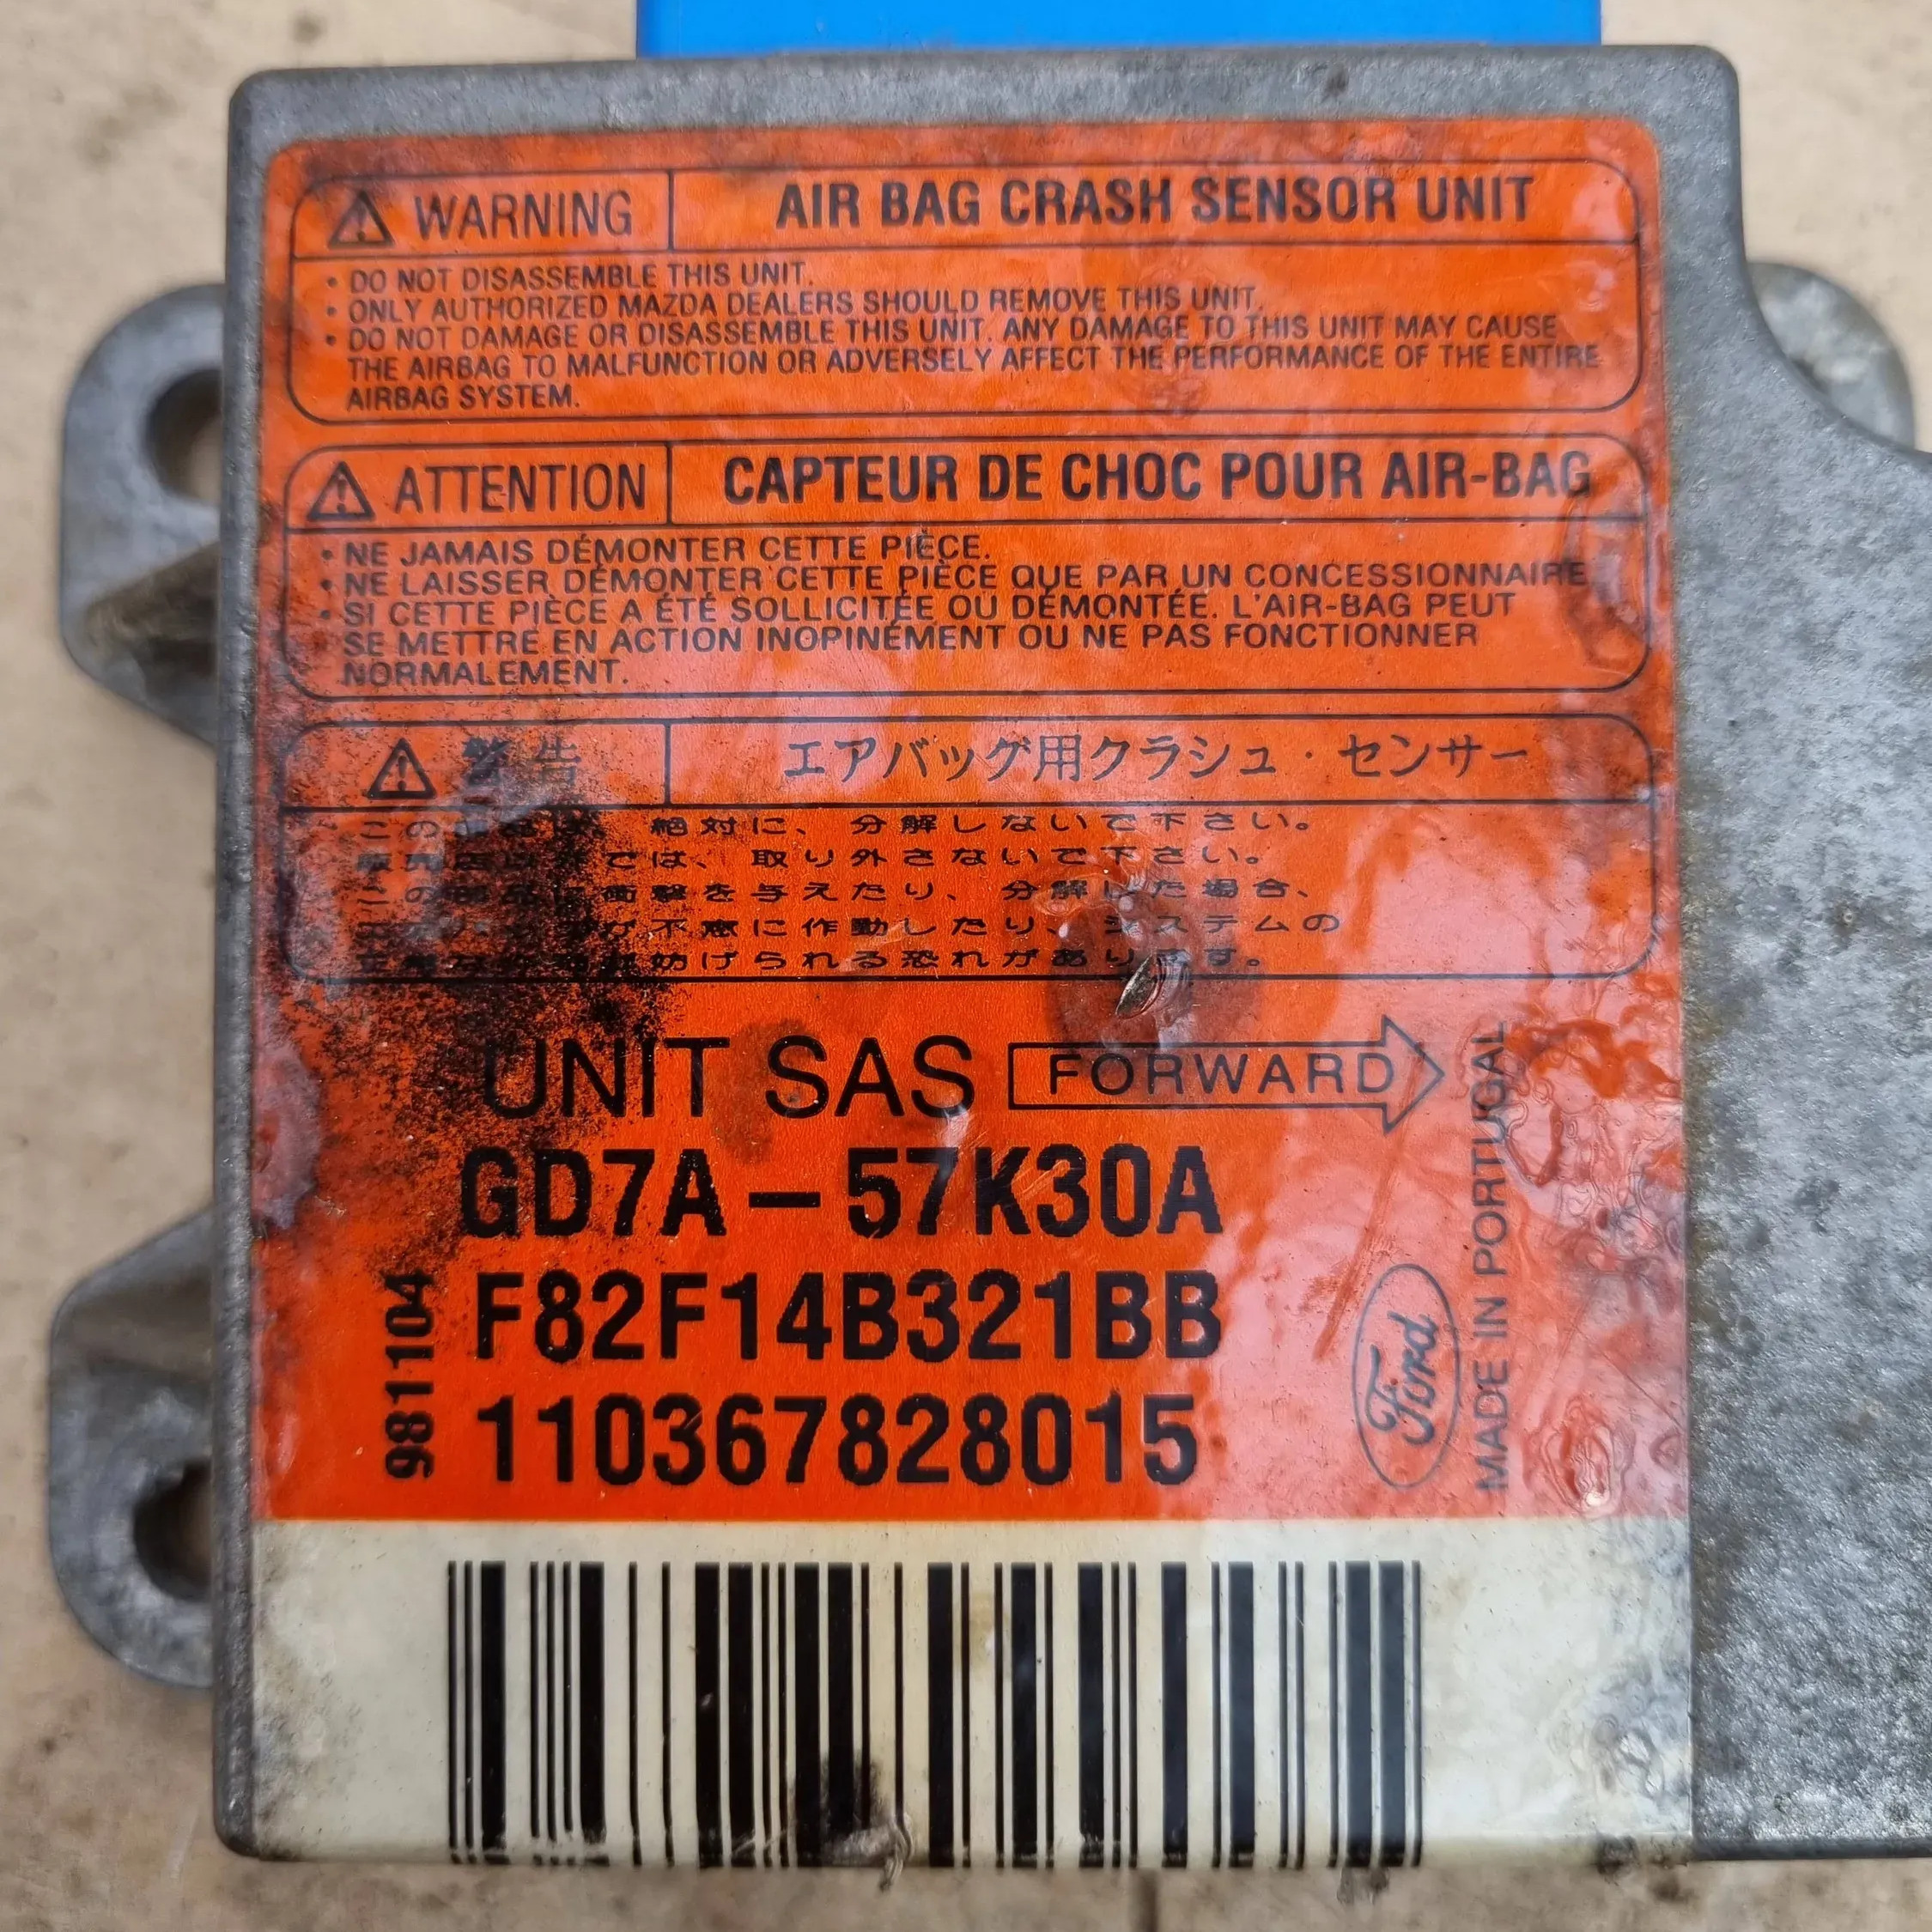 WARNING AIR BAG CRASH SENSOR UNIT
• DO NOT DISASSEMBLE THIS UNIT.
• ONLY AUTHORIZED MAZDA DEALERS SHOULD REMOVE THIS UNIT.
• DO NOT DAMAGE OR DISASSEMBLE THIS UNIT. ANY DAMAGE TO THIS UNIT MAY CAUSE
THE AIRBAG TO MALFUNCTION OR ADVERSELY AFFECT THE PERFORMANCE OF THE ENTIRE
AIRBAG SYSTEM.
ATTENTION CAPTEUR DE CHOC POUR AIR-BAG
• NE JAMAIS DÉMONTER CETTE PIÈCE.
• NE LAISSER DÉMONTER CETTE PIÈCE QUE PAR UN CONCESSIONNAIRE
• SI CETTE PIÈCE A ÉTÉ SOLLICITÉE OU DÉMONTÉE. L'AIR-BAG PEUT
SE METTRE EN ACTION INOPINÉMENT OU NE PAS FONCTIONNER
NORMALEMENT.
警告 エアバッグ用クラシュ・センサー
この 絶対に、分解しないで下さい。
では、取り外さないで下さい。
この 衝撃を与えたり、分解した場合、
が不意に作動したり、システムの
妨げられる恐れがあります。
UNIT SAS FORWARD
GD7A-57K30A
F82F14B321BB
110367828015
981104
Ford
MADE IN PORTUGAL